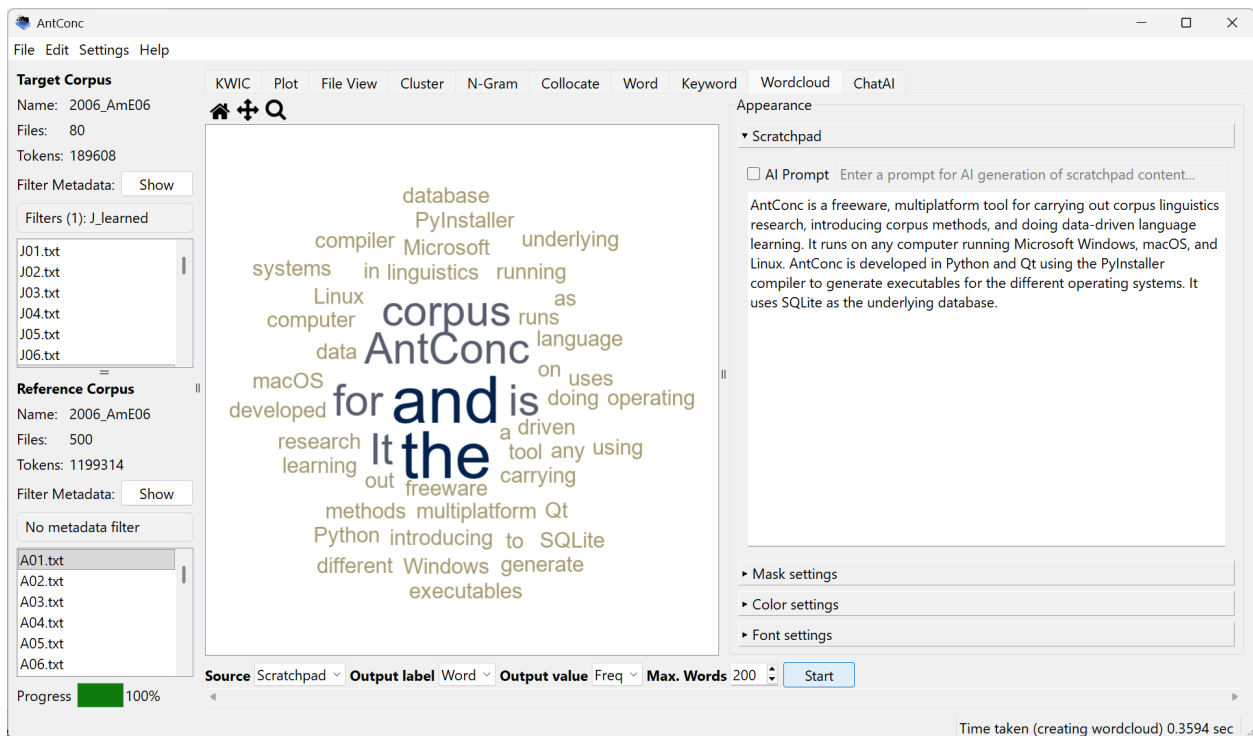 AntConc
File Edit Settings Help
Target Corpus
Name: 2006_AmE06
Files: 80
Tokens: 189608
Filter Metadata: Show
Filters (1): J_learned
J01.txt
J02.txt
J03.txt
J04.txt
J05.txt
J06.txt
Reference Corpus
Name: 2006_AmE06
Files: 500
Tokens: 1199314
Filter Metadata: Show
No metadata filter
A01.txt
A02.txt
A03.txt
A04.txt
A05.txt
A06.txt
Progress 100%
KWIC Plot File View Cluster N-Gram Collocate Word Keyword Wordcloud ChatAI
database
PyInstaller
compiler Microsoft underlying
systems in linguistics running
Linux as
computer corpus runs
data AntConc language
macOS on uses
developed for and is doing operating
a driven
research It the tool any using
learning carrying
out freeware
methods multiplatform Qt
Python introducing to SQLite
different Windows generate
executables
Appearance
▾ Scratchpad
AI Prompt Enter a prompt for AI generation of scratchpad content...
AntConc is a freeware, multiplatform tool for carrying out corpus linguistics
research, introducing corpus methods, and doing data-driven language
learning. It runs on any computer running Microsoft Windows, macOS, and
Linux. AntConc is developed in Python and Qt using the PyInstaller
compiler to generate executables for the different operating systems. It
uses SQLite as the underlying database.
▸ Mask settings
▸ Color settings
▸ Font settings
Source Scratchpad Output label Word Output value Freq Max. Words 200 Start
Time taken (creating wordcloud) 0.3594 sec